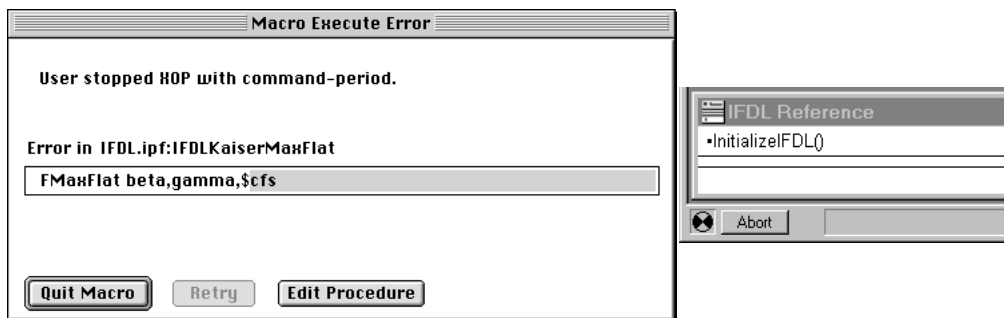 Macro Execute Error
User stopped XOP with command-period.
Error in IFDL.ipf:IFDLKaiserMaxFlat
FMaxFlat beta,gamma,$cfs
Quit Macro
Retry
Edit Procedure
IFDL Reference
•InitializeIFDL()
Abort